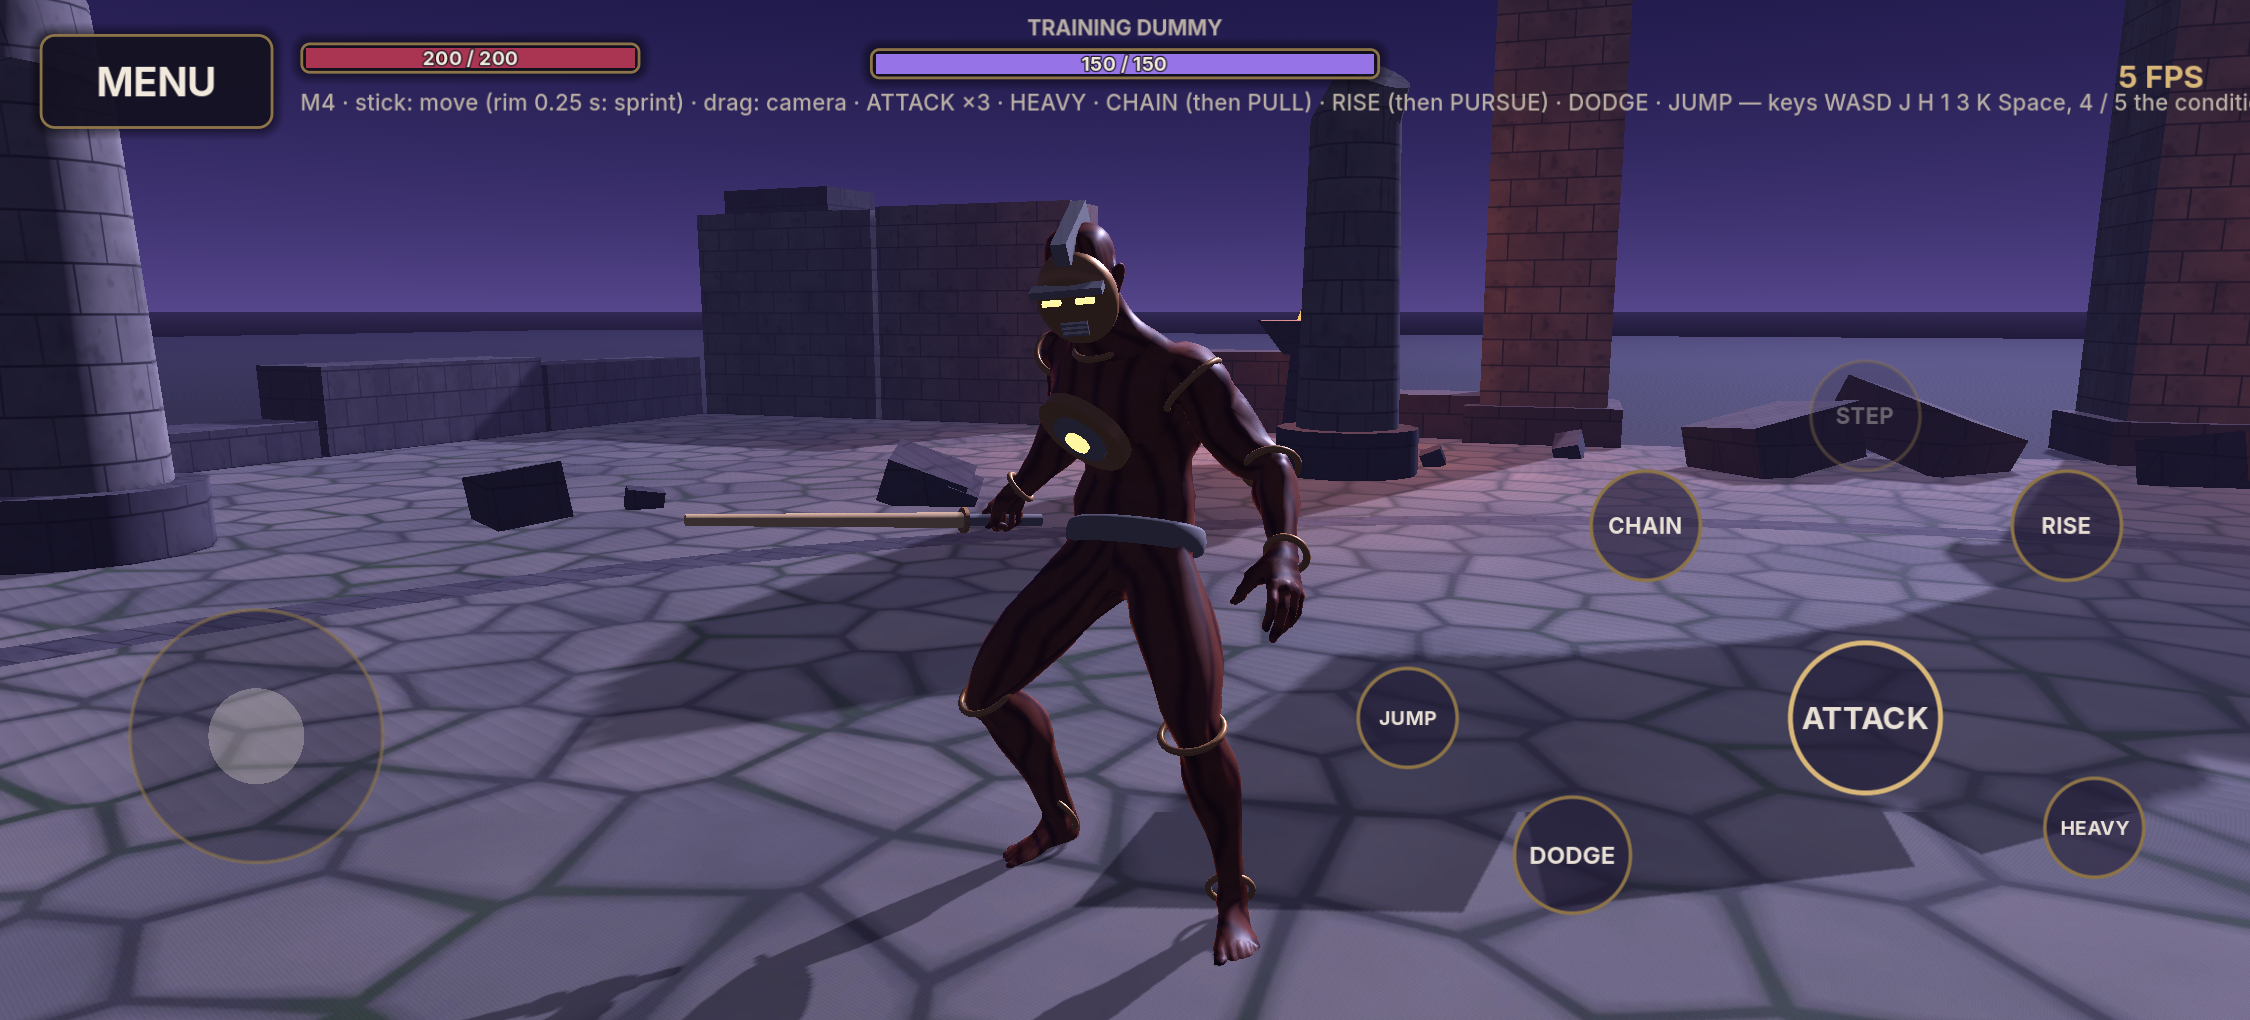 TRAINING DUMMY
MENU
200 / 200
150 / 150
5 FPS
M4 · stick: move (rim 0.25 s: sprint) · drag: camera · ATTACK ×3 · HEAVY · CHAIN (then PULL) · RISE (then PURSUE) · DODGE · JUMP — keys WASD J H 1 3 K Space, 4 / 5 the conditi
STEP
CHAIN
RISE
JUMP
ATTACK
HEAVY
DODGE